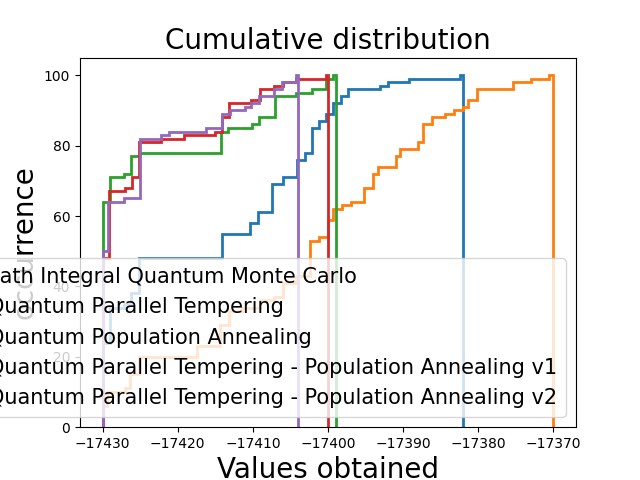 Cumulative distribution
100
80
60
40
20
0
occurrence
ath Integral Quantum Monte Carlo
Quantum Parallel Tempering
Quantum Population Annealing
Quantum Parallel Tempering - Population Annealing v1
Quantum Parallel Tempering - Population Annealing v2
−17430 −17420 −17410 −17400 −17390 −17380 −17370
Values obtained